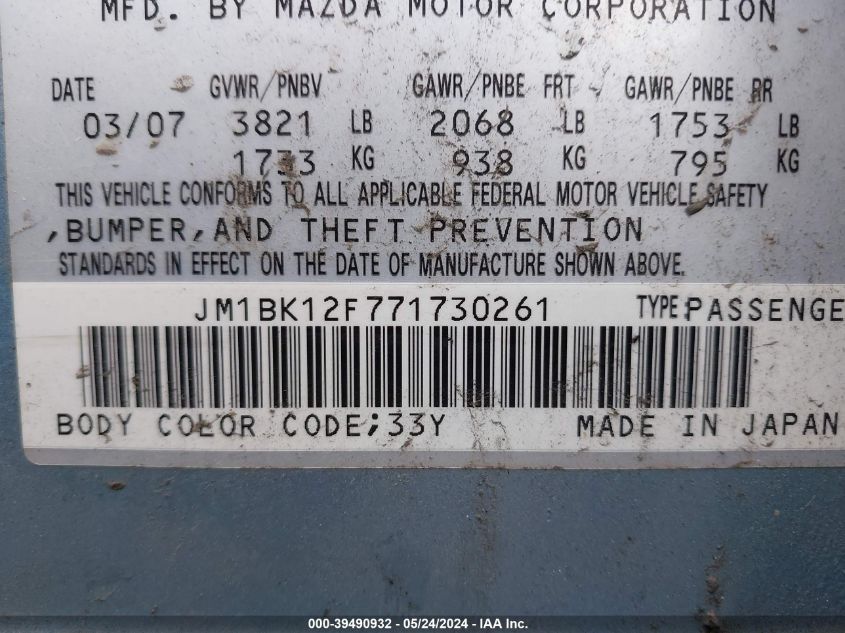 MFD. BY MAZDA MOTOR CORPORATION
DATE GVWR/PNBV GAWR/PNBE FRT GAWR/PNBE RR
03/07 3821 LB 2068 LB 1753 LB
1733 KG 938 KG 795 KG
THIS VEHICLE CONFORMS TO ALL APPLICABLE FEDERAL MOTOR VEHICLE SAFETY
,BUMPER,AND THEFT PREVENTION
STANDARDS IN EFFECT ON THE DATE OF MANUFACTURE SHOWN ABOVE.
JM1BK12F771730261 TYPE PASSENGE
BODY COLOR CODE;33Y MADE IN JAPAN
000-39490932 - 05/24/2024 - IAA Inc.